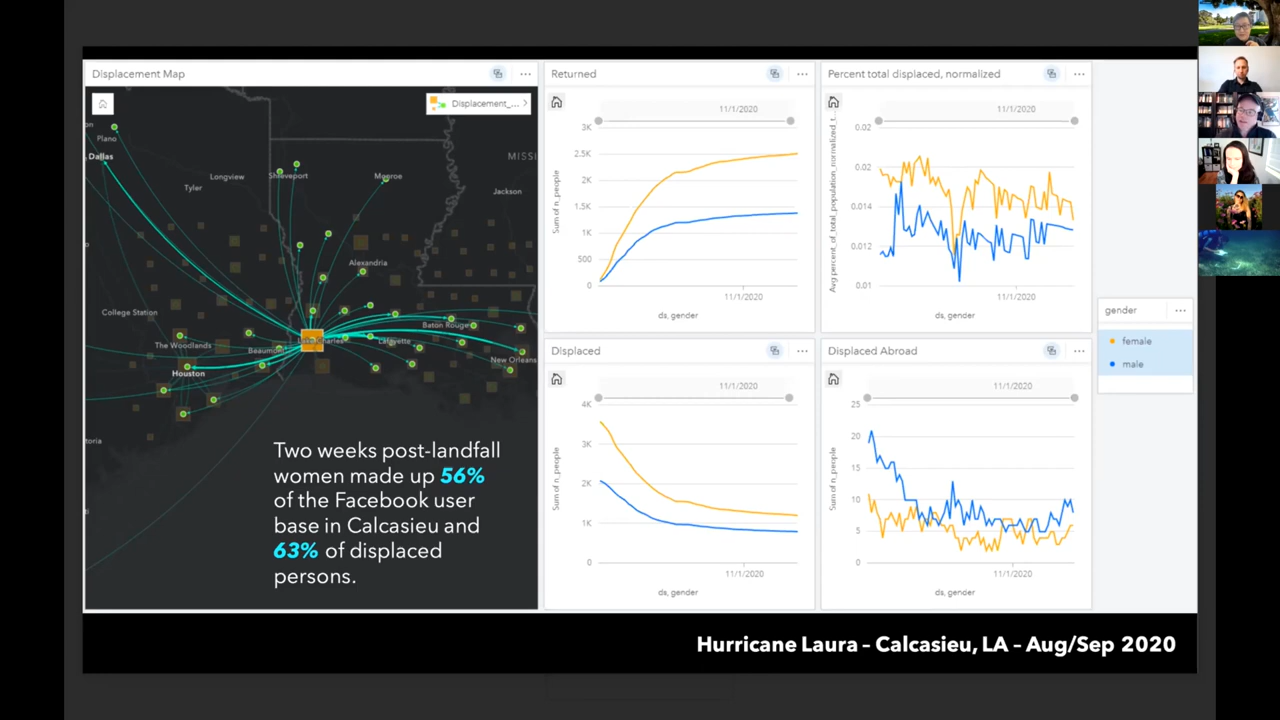 Displacement Map
Displacement_...
Plano
Dallas
Longview
Tyler
Shreveport
Monroe
MISSI
Jackson
Alexandria
College Station
The Woodlands
Beaumont
Lake Charles
Lafayette
Baton Rouge
New Orleans
Houston
toria
Two weeks post-landfall
women made up 56%
of the Facebook user
base in Calcasieu and
63% of displaced
persons.
Returned
11/1/2020
3K
2.5K
2K
1.5K
1K
500
0
Sum of n_people
11/1/2020
ds, gender
Percent total displaced, normalized
11/1/2020
0.02
0.02
0.014
0.012
0.01
Avg percent_of_total_population_normalized_t...
11/1/2020
ds, gender
Displaced
11/1/2020
4K
3K
2K
1K
0
Sum of n_people
11/1/2020
ds, gender
Displaced Abroad
11/1/2020
25
20
15
10
5
0
Sum of n_people
11/1/2020
ds, gender
gender
female
male
Hurricane Laura – Calcasieu, LA – Aug/Sep 2020